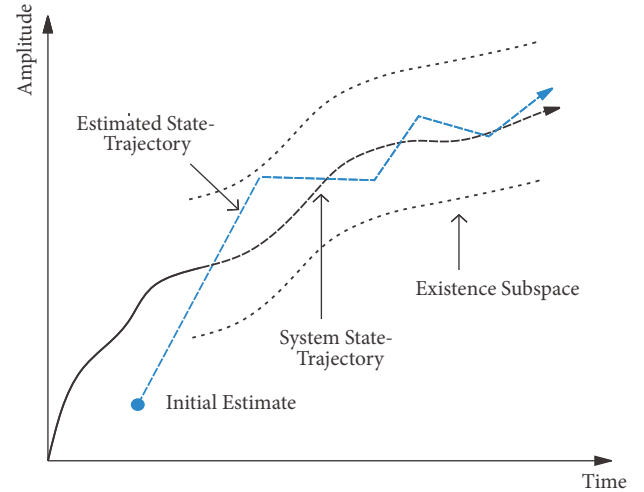 Amplitude
Estimated State-
Trajectory
Existence Subspace
System State-
Trajectory
Initial Estimate
Time